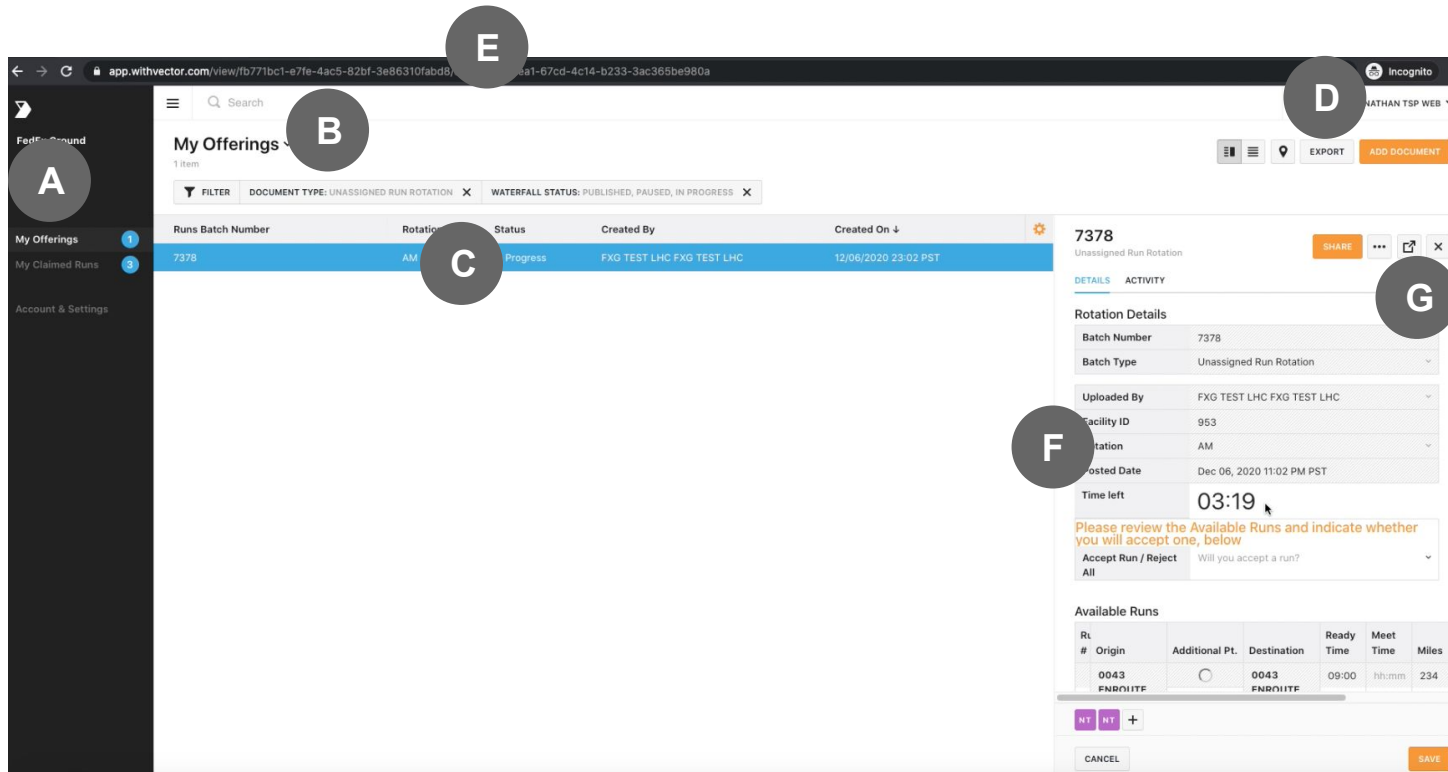 E
app.withvector.com/view/fb771bc1-e7fe-4ac5-82bf-3e86310fabd8/ ea1-67cd-4c14-b233-3ac365be980a
Incognito
D
Search
NATHAN TSP WEB
B
FedEx Ground
A
My Offerings
1 item
EXPORT
ADD DOCUMENT
FILTER DOCUMENT TYPE: UNASSIGNED RUN ROTATION X WATERFALL STATUS: PUBLISHED, PAUSED, IN PROGRESS X
My Offerings 1
My Claimed Runs 3
Account & Settings
Runs Batch Number Rotation Status Created By Created On ↓
7378 AM Progress FXG TEST LHC FXG TEST LHC 12/06/2020 23:02 PST
C
7378
Unassigned Run Rotation
SHARE
DETAILS ACTIVITY
G
Rotation Details
Batch Number 7378
Batch Type Unassigned Run Rotation
Uploaded By FXG TEST LHC FXG TEST LHC
Facility ID 953
F
tation AM
Posted Date Dec 06, 2020 11:02 PM PST
Time left 03:19
Please review the Available Runs and indicate whether
you will accept one, below
Accept Run / Reject Will you accept a run?
All
Available Runs
Ready Meet
# Origin Additional Pt. Destination Time Time Miles
0043 0043 09:00 hh:mm 234
ENROUTE ENROUTE
NT NT +
CANCEL
SAVE